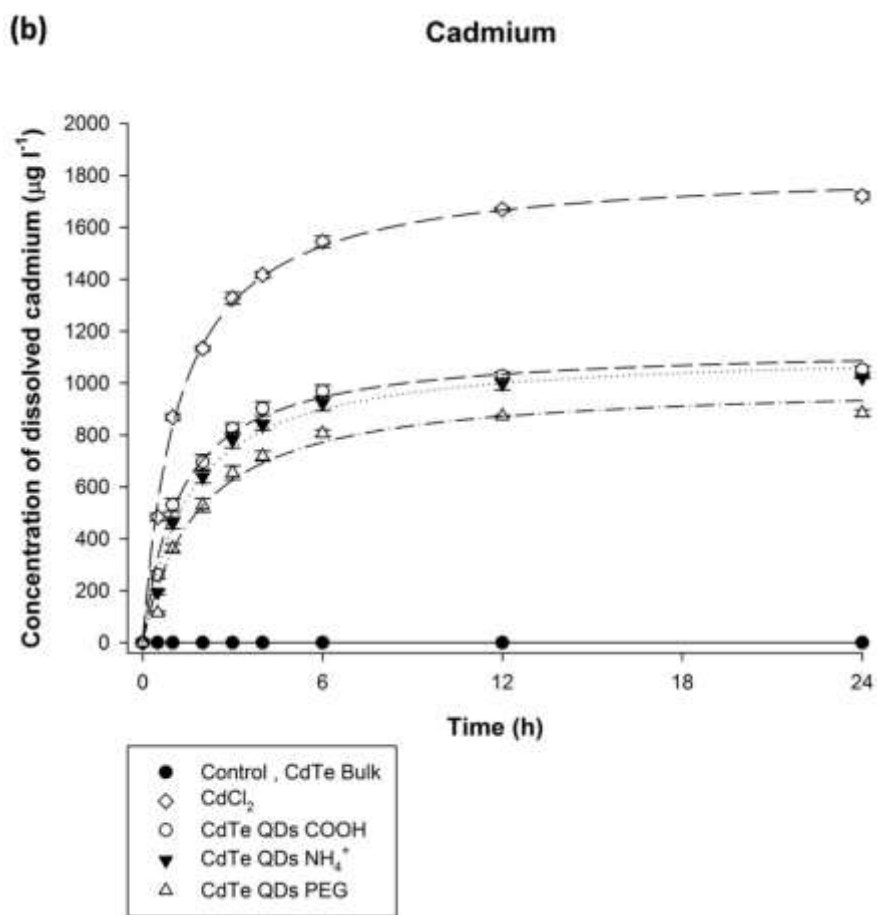 (b)
Cadmium
Concentration of dissolved cadmium (µg l⁻¹)
2000
1800
1600
1400
1200
1000
800
600
400
200
0
0 6 12 18 24
Time (h)
Control , CdTe Bulk
CdCl₂
CdTe QDs COOH
CdTe QDs NH₄⁺
CdTe QDs PEG